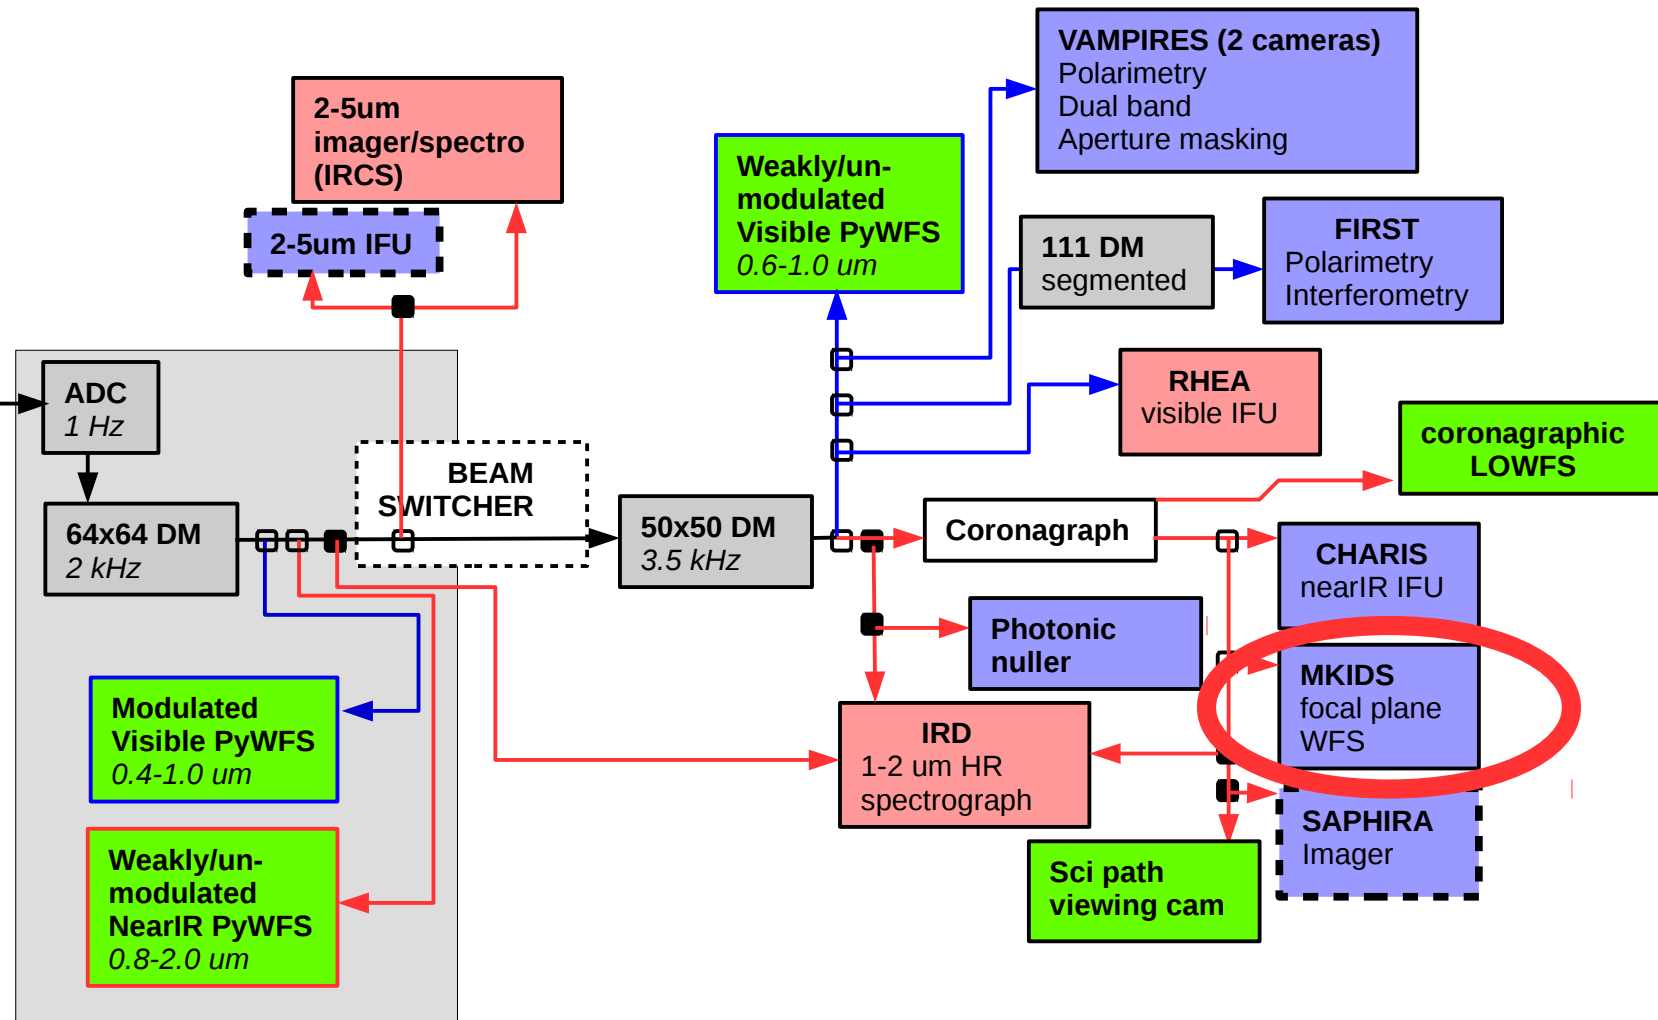 VAMPIRES (2 cameras)
Polarimetry
Dual band
Aperture masking
2-5um
imager/spectro
(IRCS)
2-5um IFU
Weakly/un-
modulated
Visible PyWFS
0.6-1.0 um
111 DM
segmented
FIRST
Polarimetry
Interferometry
ADC
1 Hz
RHEA
visible IFU
coronagraphic
LOWFS
BEAM
SWITCHER
64x64 DM
2 kHz
50x50 DM
3.5 kHz
Coronagraph
CHARIS
nearIR IFU
Photonic
nuller
MKIDS
focal plane
WFS
Modulated
Visible PyWFS
0.4-1.0 um
IRD
1-2 um HR
spectrograph
SAPHIRA
Imager
Weakly/un-
modulated
NearIR PyWFS
0.8-2.0 um
Sci path
viewing cam